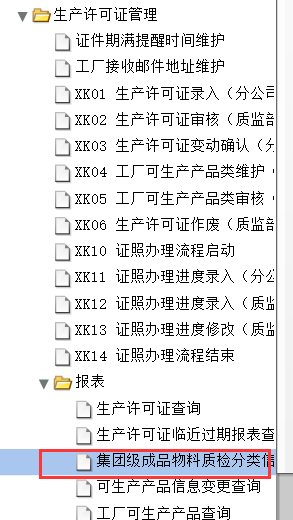 生产许可证管理
证件期满提醒时间维护
工厂接收邮件地址维护
XK01 生产许可证录入（分公司
XK02 生产许可证审核（质监部
XK03 生产许可证变动确认（分
XK04 工厂可生产产品类维护
XK05 工厂可生产产品类审核
XK06 生产许可证作废（质监部
XK10 证照办理流程启动
XK11 证照办理进度录入（分公
XK12 证照办理进度录入（质监
XK13 证照办理进度修改（质监
XK14 证照办理流程结束
报表
生产许可证查询
生产许可证临近过期报表查
集团级成品物料质检分类信
可生产产品信息变更查询
工厂可生产产品查询